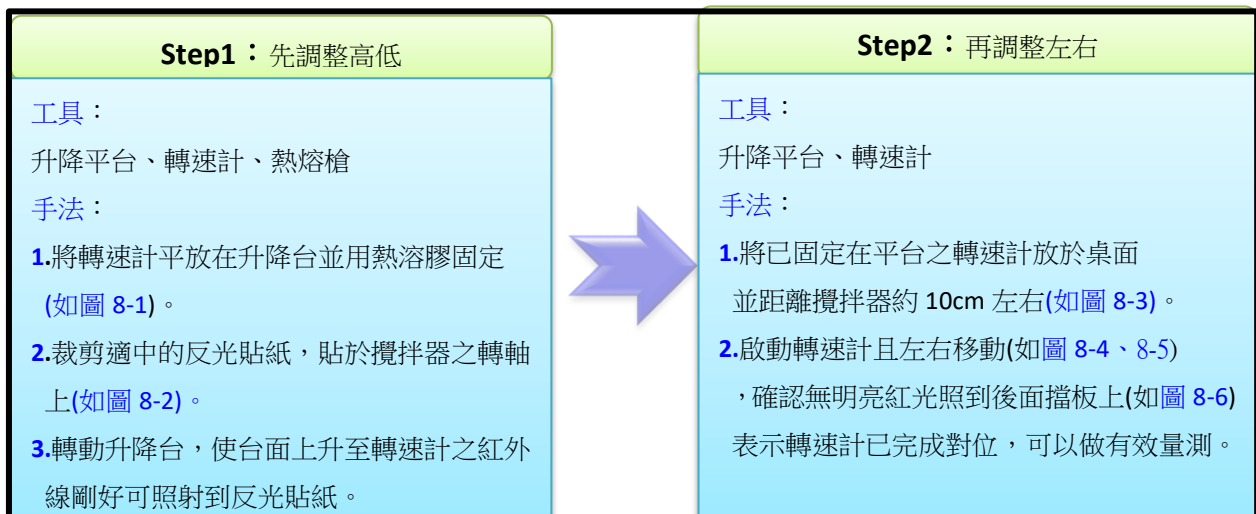 Step1：先調整高低
工具：
升降平台、轉速計、熱熔槍
手法：
1.將轉速計平放在升降台並用熱溶膠固定
(如圖 8-1)。
2.裁剪適中的反光貼紙，貼於攪拌器之轉軸
上(如圖 8-2)。
3.轉動升降台，使台面上升至轉速計之紅外
線剛好可照射到反光貼紙。
Step2：再調整左右
工具：
升降平台、轉速計
手法：
1.將已固定在平台之轉速計放於桌面
並距離攪拌器約 10cm 左右(如圖 8-3)。
2.啟動轉速計且左右移動(如圖 8-4、8-5)
，確認無明亮紅光照到後面擋板上(如圖 8-6)
表示轉速計已完成對位，可以做有效量測。